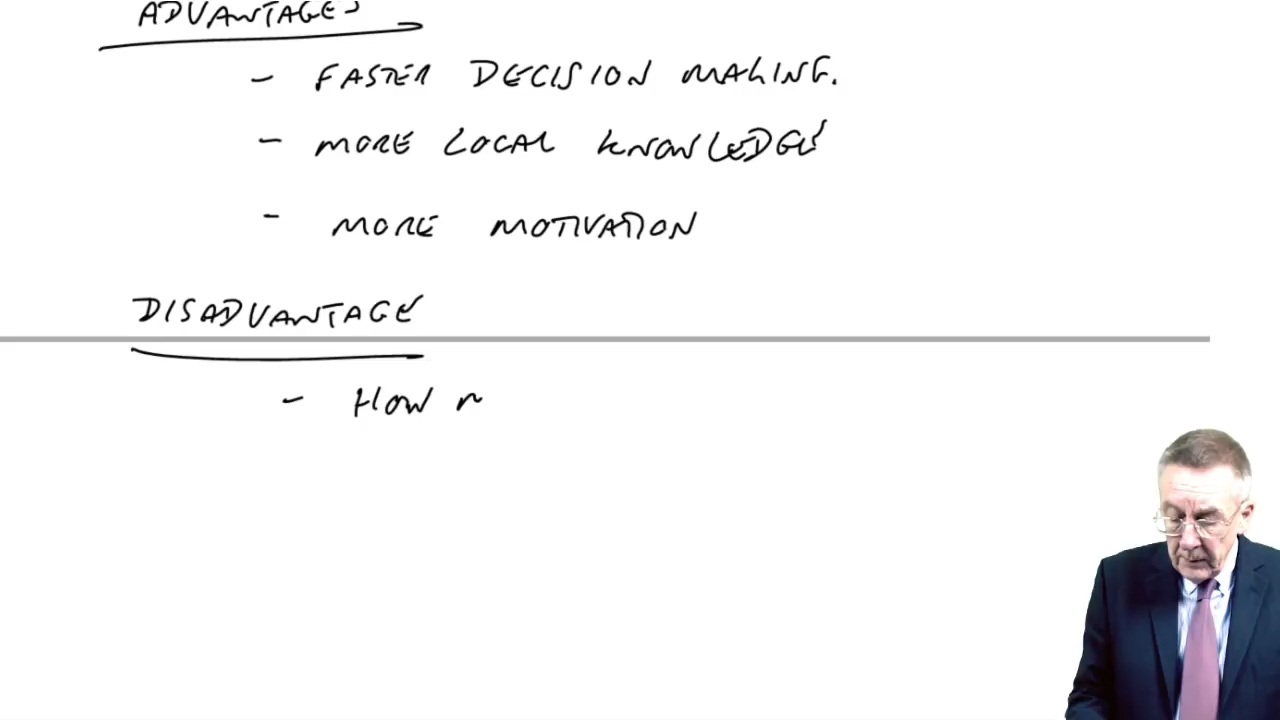 ADVANTAGES
- FASTER DECISION MAKING.
- MORE LOCAL KNOWLEDGE
- MORE MOTIVATION
DISADVANTAGE
- HOW